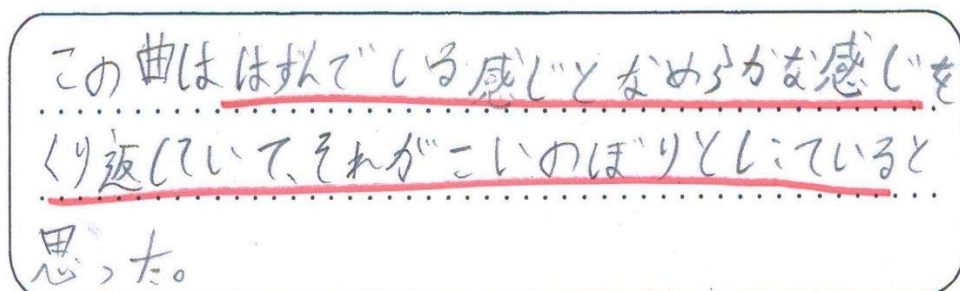 この曲ははずんでいる感じとなめらかな感じを
くり返していて、それがこいのぼりとにていると
思った。